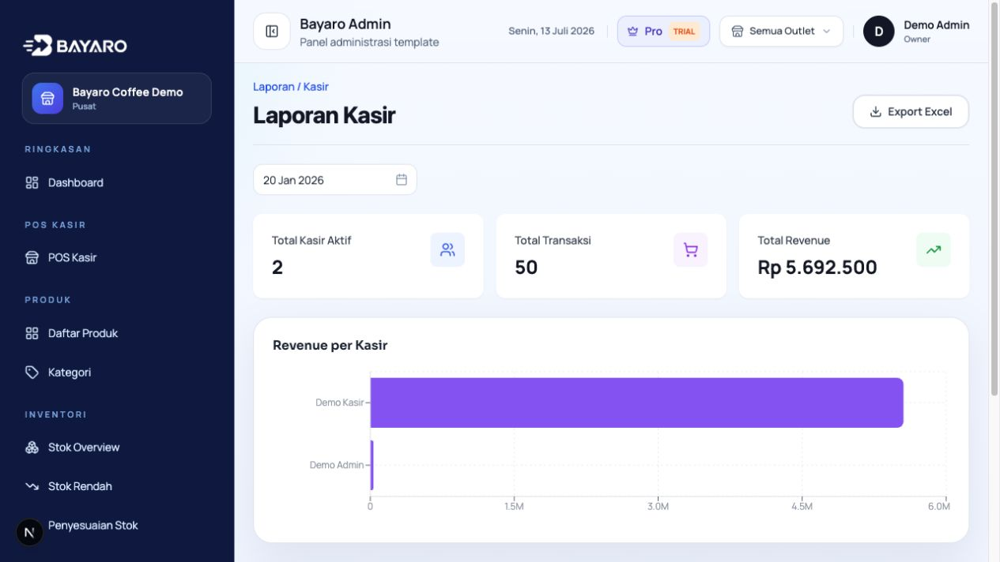 BAYARO
Bayaro Coffee Demo
Pusat
RINGKASAN
Dashboard
POS KASIR
POS Kasir
PRODUK
Daftar Produk
Kategori
INVENTORI
Stok Overview
Stok Rendah
Penyesuaian Stok
N
Bayaro Admin
Panel administrasi template
Senin, 13 Juli 2026
Pro TRIAL
Semua Outlet
D
Demo Admin
Owner
Laporan / Kasir
Laporan Kasir
Export Excel
20 Jan 2026
Total Kasir Aktif
2
Total Transaksi
50
Total Revenue
Rp 5.692.500
Revenue per Kasir
Demo Kasir
Demo Admin
0 1.5M 3.0M 4.5M 6.0M